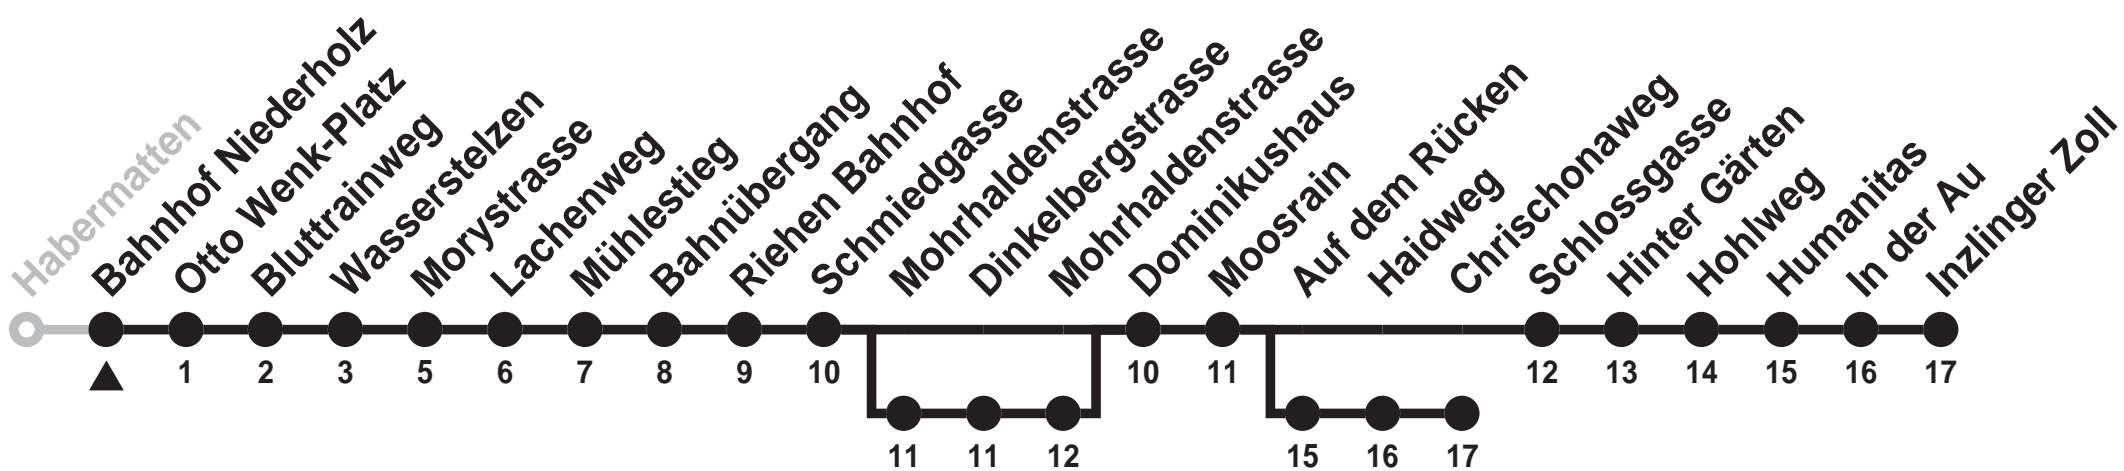 Habermatten
Bahnhof Niederholz
Otto Wenk-Platz
Bluttrainweg
Wasserstelzen
Morystrasse
Lachenweg
Mühlestieg
Bahnübergang
Riehen Bahnhof
Schmiedgasse
Mohrhaldenstrasse
Dinkelbergstrasse
Mohrhaldenstrasse
Dominikushaus
Moosrain
Auf dem Rücken
Haidweg
Chrischonaweg
Schlossgasse
Hinter Gärten
Hohlweg
Humanitas
In der Au
Inzlinger Zoll
1 2 3 5 6 7 8 9 10 10 11 12 13 14 15 16 17
11 11 12 15 16 17